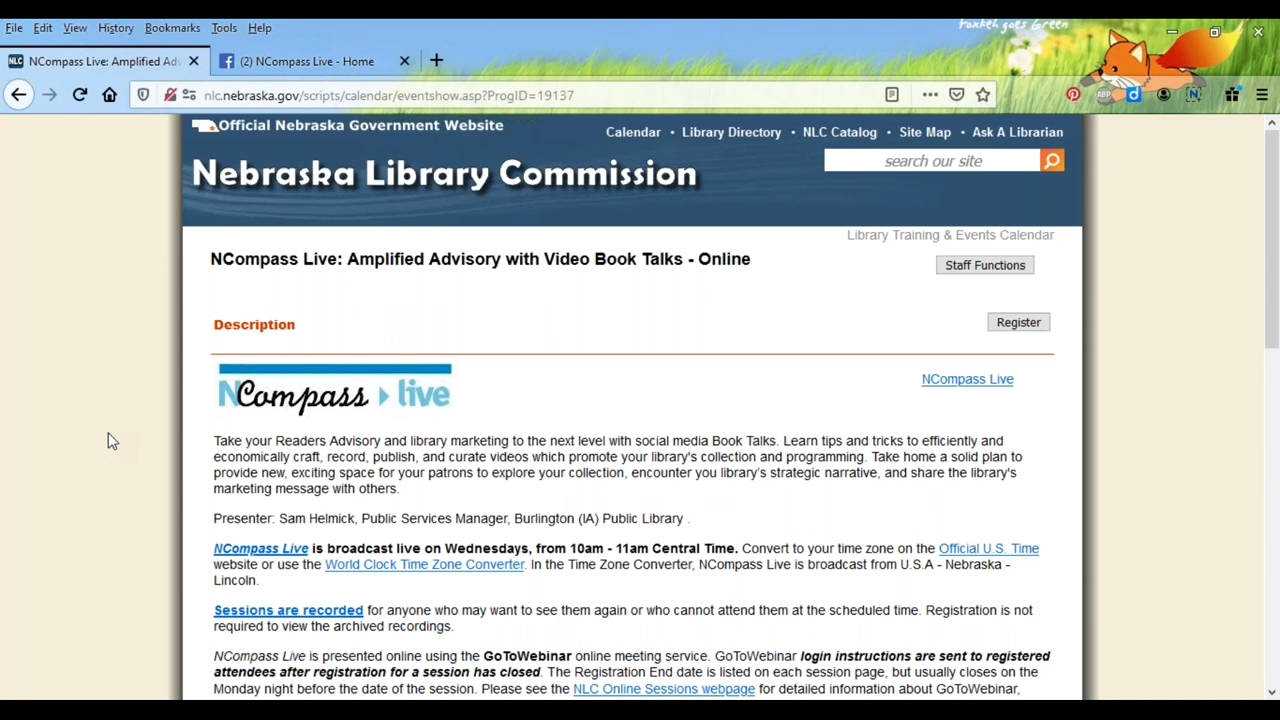 Foxkeh goes Green
File Edit View History Bookmarks Tools Help
NCompass Live: Amplified Adv
(2) NCompass Live - Home
nlc.nebraska.gov/scripts/calendar/eventshow.asp?ProgID=19137
ABP d N
Official Nebraska Government Website
Calendar • Library Directory • NLC Catalog • Site Map • Ask A Librarian
Nebraska Library Commission
search our site
Library Training & Events Calendar
NCompass Live: Amplified Advisory with Video Book Talks - Online
Staff Functions
Description
Register
NCompass live
NCompass Live
Take your Readers Advisory and library marketing to the next level with social media Book Talks. Learn tips and tricks to efficiently and
economically craft, record, publish, and curate videos which promote your library's collection and programming. Take home a solid plan to
provide new, exciting space for your patrons to explore your collection, encounter you library's strategic narrative, and share the library's
marketing message with others.
Presenter: Sam Helmick, Public Services Manager, Burlington (IA) Public Library .
NCompass Live is broadcast live on Wednesdays, from 10am - 11am Central Time. Convert to your time zone on the Official U.S. Time
website or use the World Clock Time Zone Converter. In the Time Zone Converter, NCompass Live is broadcast from U.S.A - Nebraska -
Lincoln.
Sessions are recorded for anyone who may want to see them again or who cannot attend them at the scheduled time. Registration is not
required to view the archived recordings.
NCompass Live is presented online using the GoToWebinar online meeting service. GoToWebinar login instructions are sent to registered
attendees after registration for a session has closed. The Registration End date is listed on each session page, but usually closes on the
Monday night before the date of the session. Please see the NLC Online Sessions webpage for detailed information about GoToWebinar,